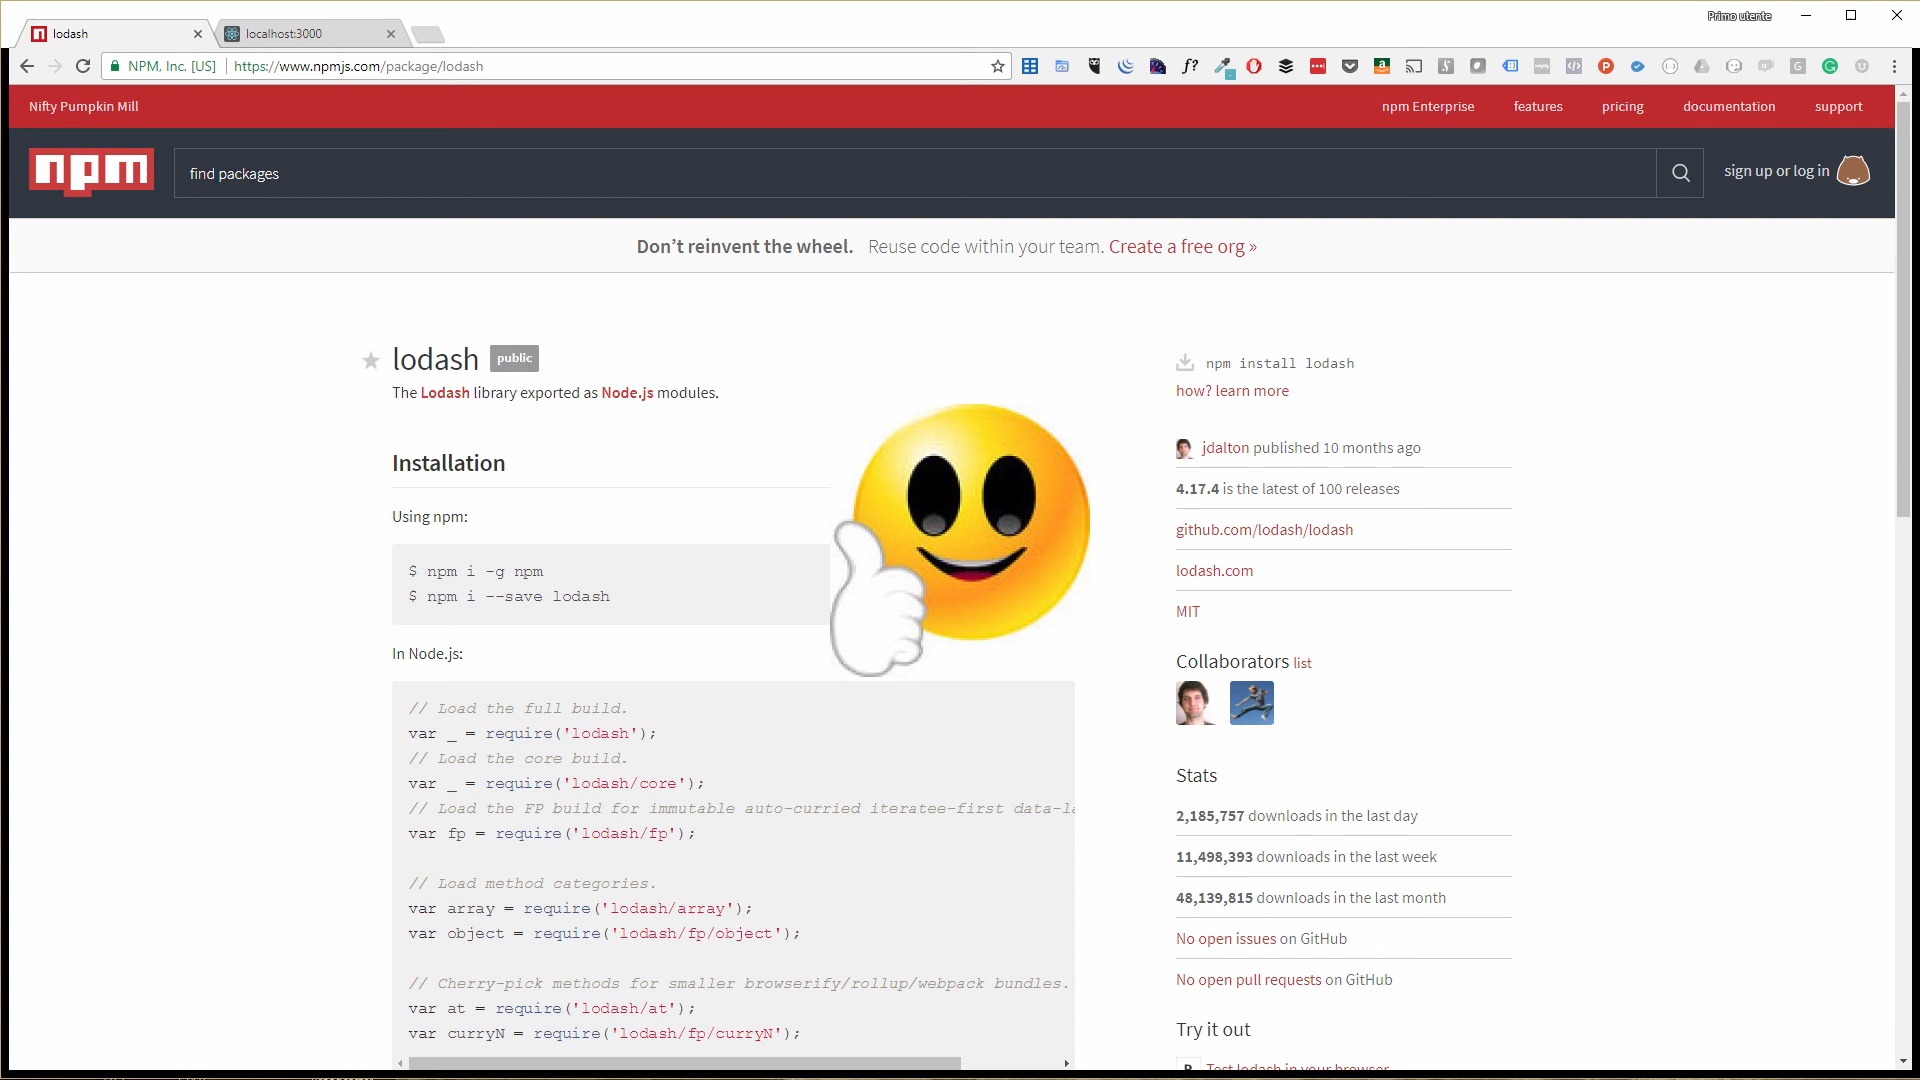 Primo utente
lodash
localhost:3000
NPM, Inc. [US]
https://www.npmjs.com/package/lodash
f?
Nifty Pumpkin Mill
npm Enterprise
features
pricing
documentation
support
npm
find packages
sign up or log in
Don’t reinvent the wheel. Reuse code within your team. Create a free org »
lodash public
The Lodash library exported as Node.js modules.
Installation
Using npm:
$ npm i -g npm
$ npm i --save lodash
In Node.js:
// Load the full build.
var _ = require('lodash');
// Load the core build.
var _ = require('lodash/core');
// Load the FP build for immutable auto-curried iteratee-first data-la
var fp = require('lodash/fp');
// Load method categories.
var array = require('lodash/array');
var object = require('lodash/fp/object');
// Cherry-pick methods for smaller browserify/rollup/webpack bundles.
var at = require('lodash/at');
var curryN = require('lodash/fp/curryN');
npm install lodash
how? learn more
jdalton published 10 months ago
4.17.4 is the latest of 100 releases
github.com/lodash/lodash
lodash.com
MIT
Collaborators list
Stats
2,185,757 downloads in the last day
11,498,393 downloads in the last week
48,139,815 downloads in the last month
No open issues on GitHub
No open pull requests on GitHub
Try it out
Test lodash in your browser